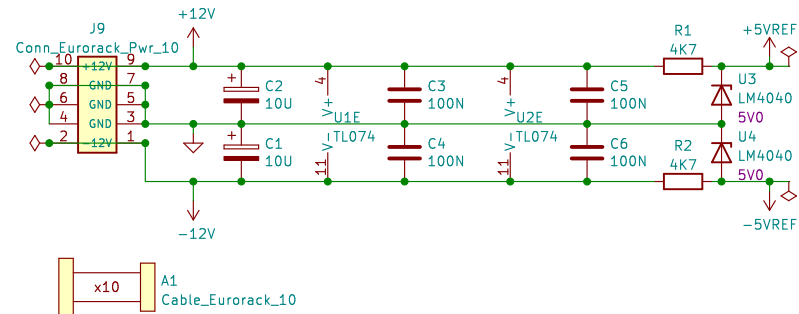 J9
Conn_Eurorack_Pwr_10
10 +12V 9
8 GND 7
6 GND 5
4 GND 3
2 -12V 1
+12V
-12V
+
C2
10U
+
C1
10U
4
V+
U1E
TL074
V-
11
C3
100N
C4
100N
4
V+
U2E
TL074
V-
11
C5
100N
C6
100N
R1
4K7
R2
4K7
+5VREF
U3
LM4040
5V0
U4
LM4040
5V0
-5VREF
x10
A1
Cable_Eurorack_10